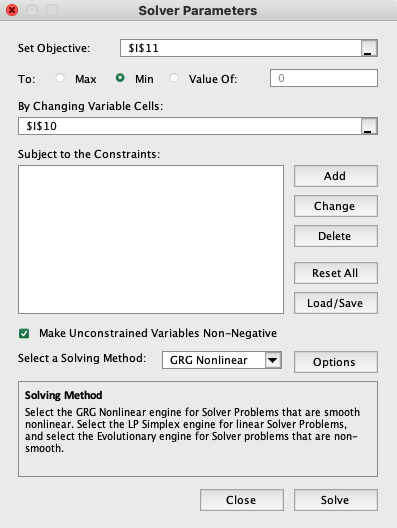 Solver Parameters
Set Objective: $I$11
To: Max Min Value Of: 0
By Changing Variable Cells:
$I$10
Subject to the Constraints:
Add
Change
Delete
Reset All
Load/Save
Make Unconstrained Variables Non-Negative
Select a Solving Method: GRG Nonlinear Options
Solving Method
Select the GRG Nonlinear engine for Solver Problems that are smooth
nonlinear. Select the LP Simplex engine for linear Solver Problems,
and select the Evolutionary engine for Solver problems that are non-
smooth.
Close Solve